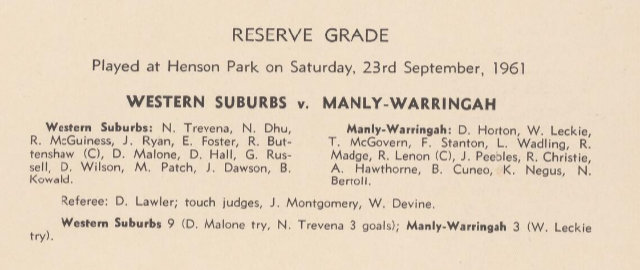 RESERVE GRADE
Played at Henson Park on Saturday, 23rd September, 1961
WESTERN SUBURBS v. MANLY-WARRINGAH
Western Suburbs: N. Trevena, N. Dhu,
R. McGuiness, J. Ryan, E. Foster, R. But-
tenshaw (C), D. Malone, D. Hall, G. Rus-
sell, D. Wilson, M. Patch, J. Dawson, B.
Kowald.
Manly-Warringah: D. Horton, W. Leckie,
T. McGovern, F. Stanton, L. Wadling, R.
Madge, R. Lenon (C), J. Peebles, R. Christie,
A. Hawthorne, B. Cuneo, K. Negus, N.
Bertoll.
Referee: D. Lawler; touch judges, J. Montgomery, W. Devine.
Western Suburbs 9 (D. Malone try, N. Trevena 3 goals); Manly-Warringah 3 (W. Leckie
try).